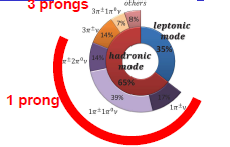 3 prongs
others
3π±1π⁰ν
7%
8%
leptonic
mode
35%
3π±ν
14%
π±2π⁰ν
14%
hadronic
mode
65%
1 prong
39%
1π±1π⁰ν
1π±ν